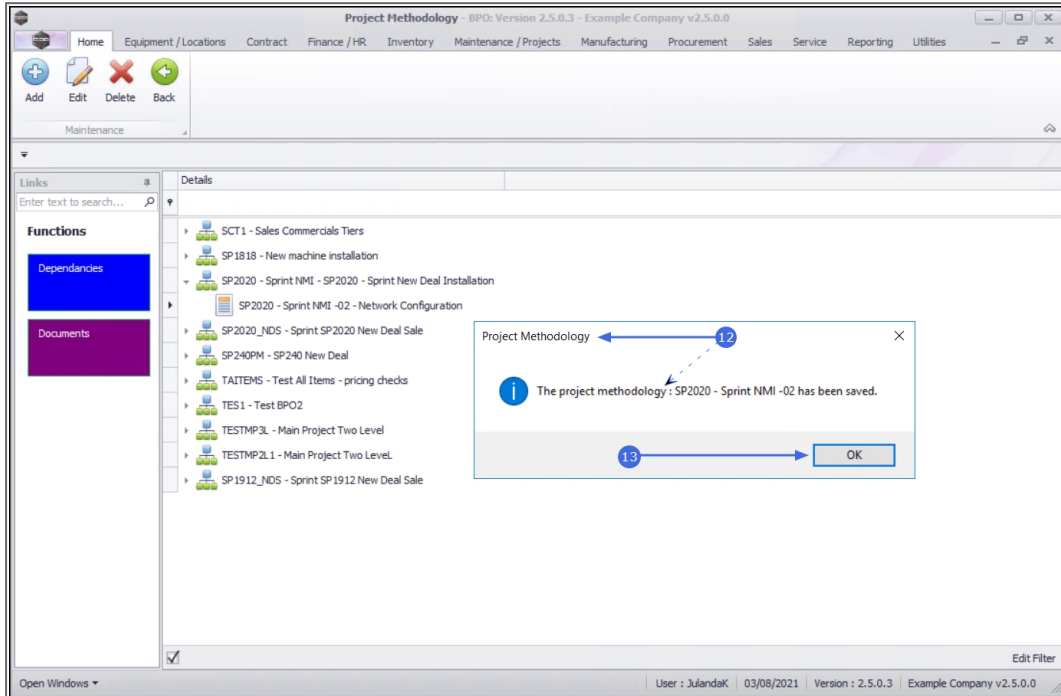 Project Methodology - BPO: Version 2.5.0.3 - Example Company v2.5.0.0
Home Equipment / Locations Contract Finance / HR Inventory Maintenance / Projects Manufacturing Procurement Sales Service Reporting Utilities
Add Edit Delete Back
Maintenance
Links
Enter text to search...
Functions
Dependancies
Documents
Details
SCT1 - Sales Commercials Tiers
SP1818 - New machine installation
SP2020 - Sprint NMI - SP2020 - Sprint New Deal Installation
SP2020 - Sprint NMI -02 - Network Configuration
SP2020_NDS - Sprint SP2020 New Deal Sale
SP240PM - SP240 New Deal
TAITEMS - Test All Items - pricing checks
TES1 - Test BPO2
TESTMP3L - Main Project Two Level
TESTMP2L1 - Main Project Two LeveL
SP1912_NDS - Sprint SP1912 New Deal Sale
Project Methodology
12
The project methodology : SP2020 - Sprint NMI -02 has been saved.
13
OK
Edit Filter
Open Windows
User : JulandaK 03/08/2021 Version : 2.5.0.3 Example Company v2.5.0.0